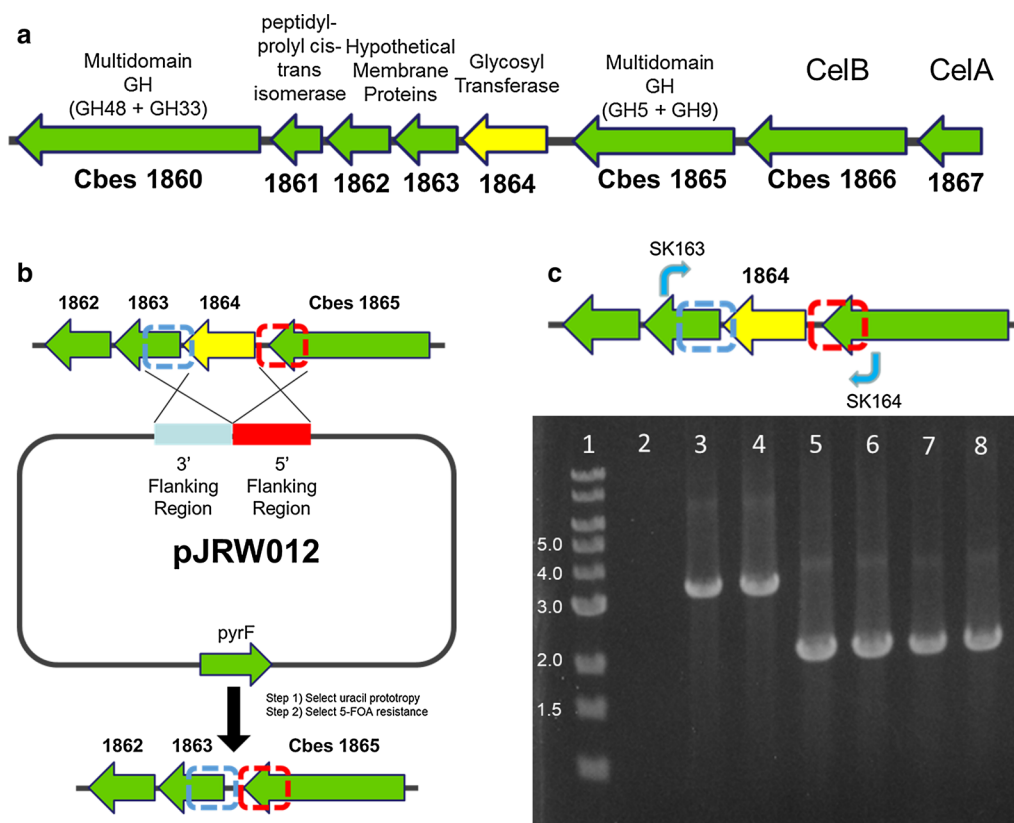 a
Multidomain
GH
(GH48 + GH33)
peptidyl-
prolyl cis-
trans
isomerase
Hypothetical
Membrane
Proteins
Glycosyl
Transferase
Multidomain
GH
(GH5 + GH9)
CelB
CelA
Cbes 1860
1861
1862
1863
1864
Cbes 1865
Cbes 1866
1867
b
1862
1863
1864
Cbes 1865
3'
Flanking
Region
5'
Flanking
Region
pJRW012
pyrF
Step 1) Select uracil prototropy
Step 2) Select 5-FOA resistance
1862
1863
Cbes 1865
c
SK163
1864
SK164
1 2 3 4 5 6 7 8
5.0
4.0
3.0
2.0
1.5